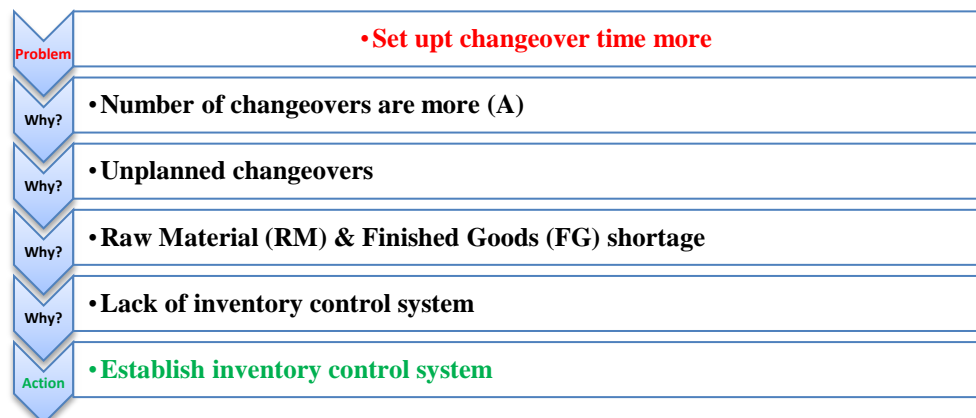 Problem
•Set upt changeover time more
Why?
•Number of changeovers are more (A)
Why?
•Unplanned changeovers
Why?
•Raw Material (RM) & Finished Goods (FG) shortage
Why?
•Lack of inventory control system
Action
•Establish inventory control system